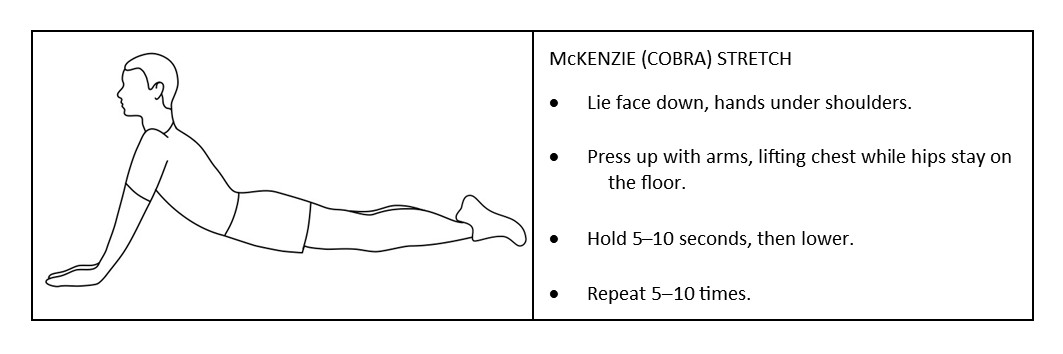 McKENZIE (COBRA) STRETCH
• Lie face down, hands under shoulders.
• Press up with arms, lifting chest while hips stay on
the floor.
• Hold 5–10 seconds, then lower.
• Repeat 5–10 times.